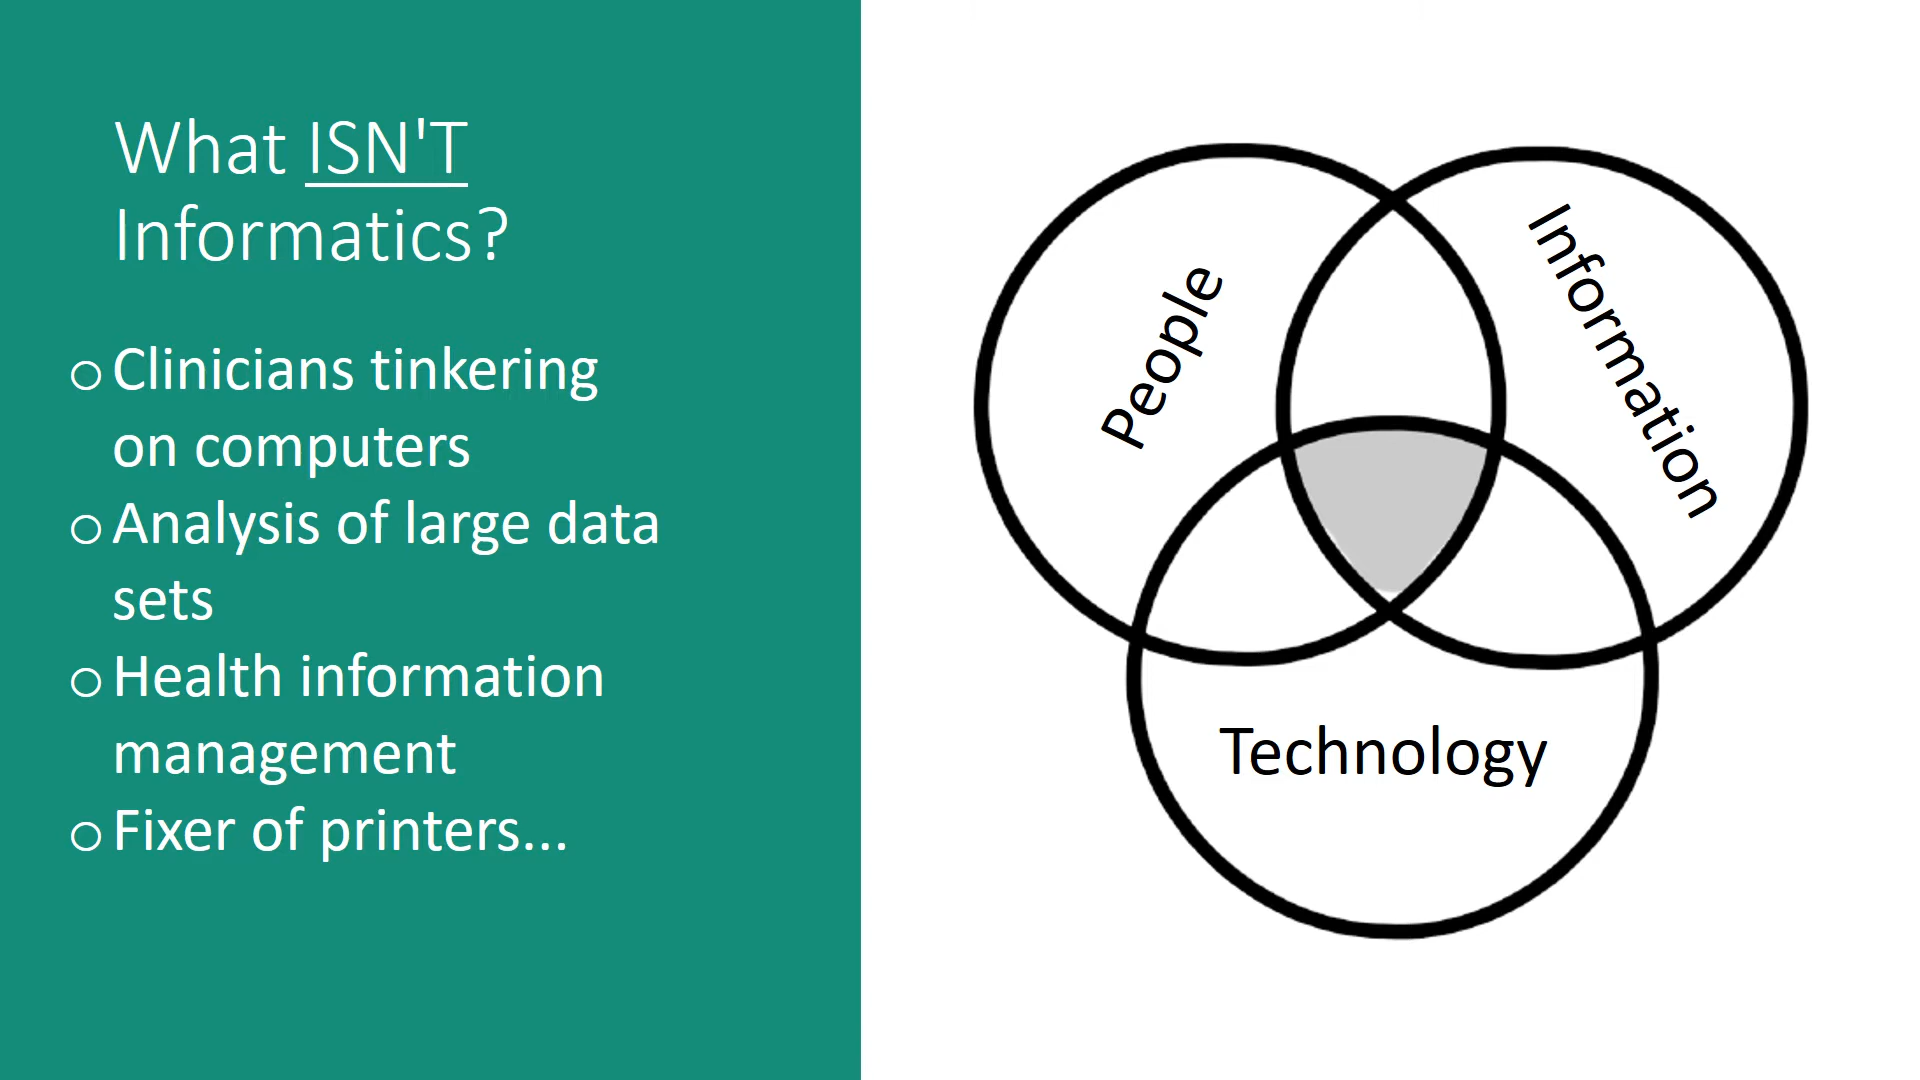 What ISN'T
Informatics?
o Clinicians tinkering
on computers
o Analysis of large data
sets
o Health information
management
o Fixer of printers...
People
Information
Technology